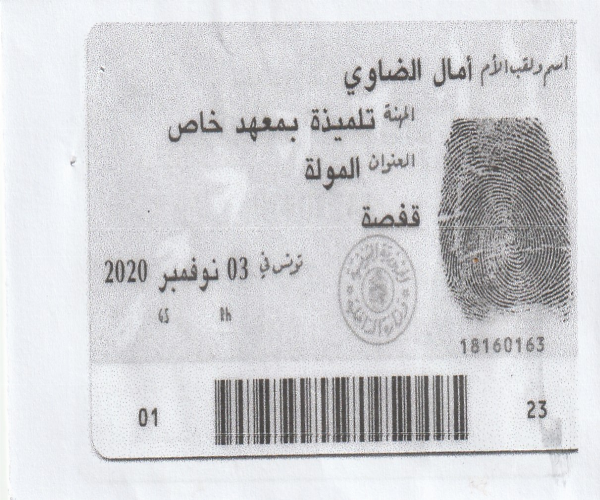 اسم ولقب الأم أمال الضاوي
المهنة تلميذة بمعهد خاص
العنوان المولة
قفصة
تونس في 03 نوفمبر 2020
GS Rh
18160163
01 23